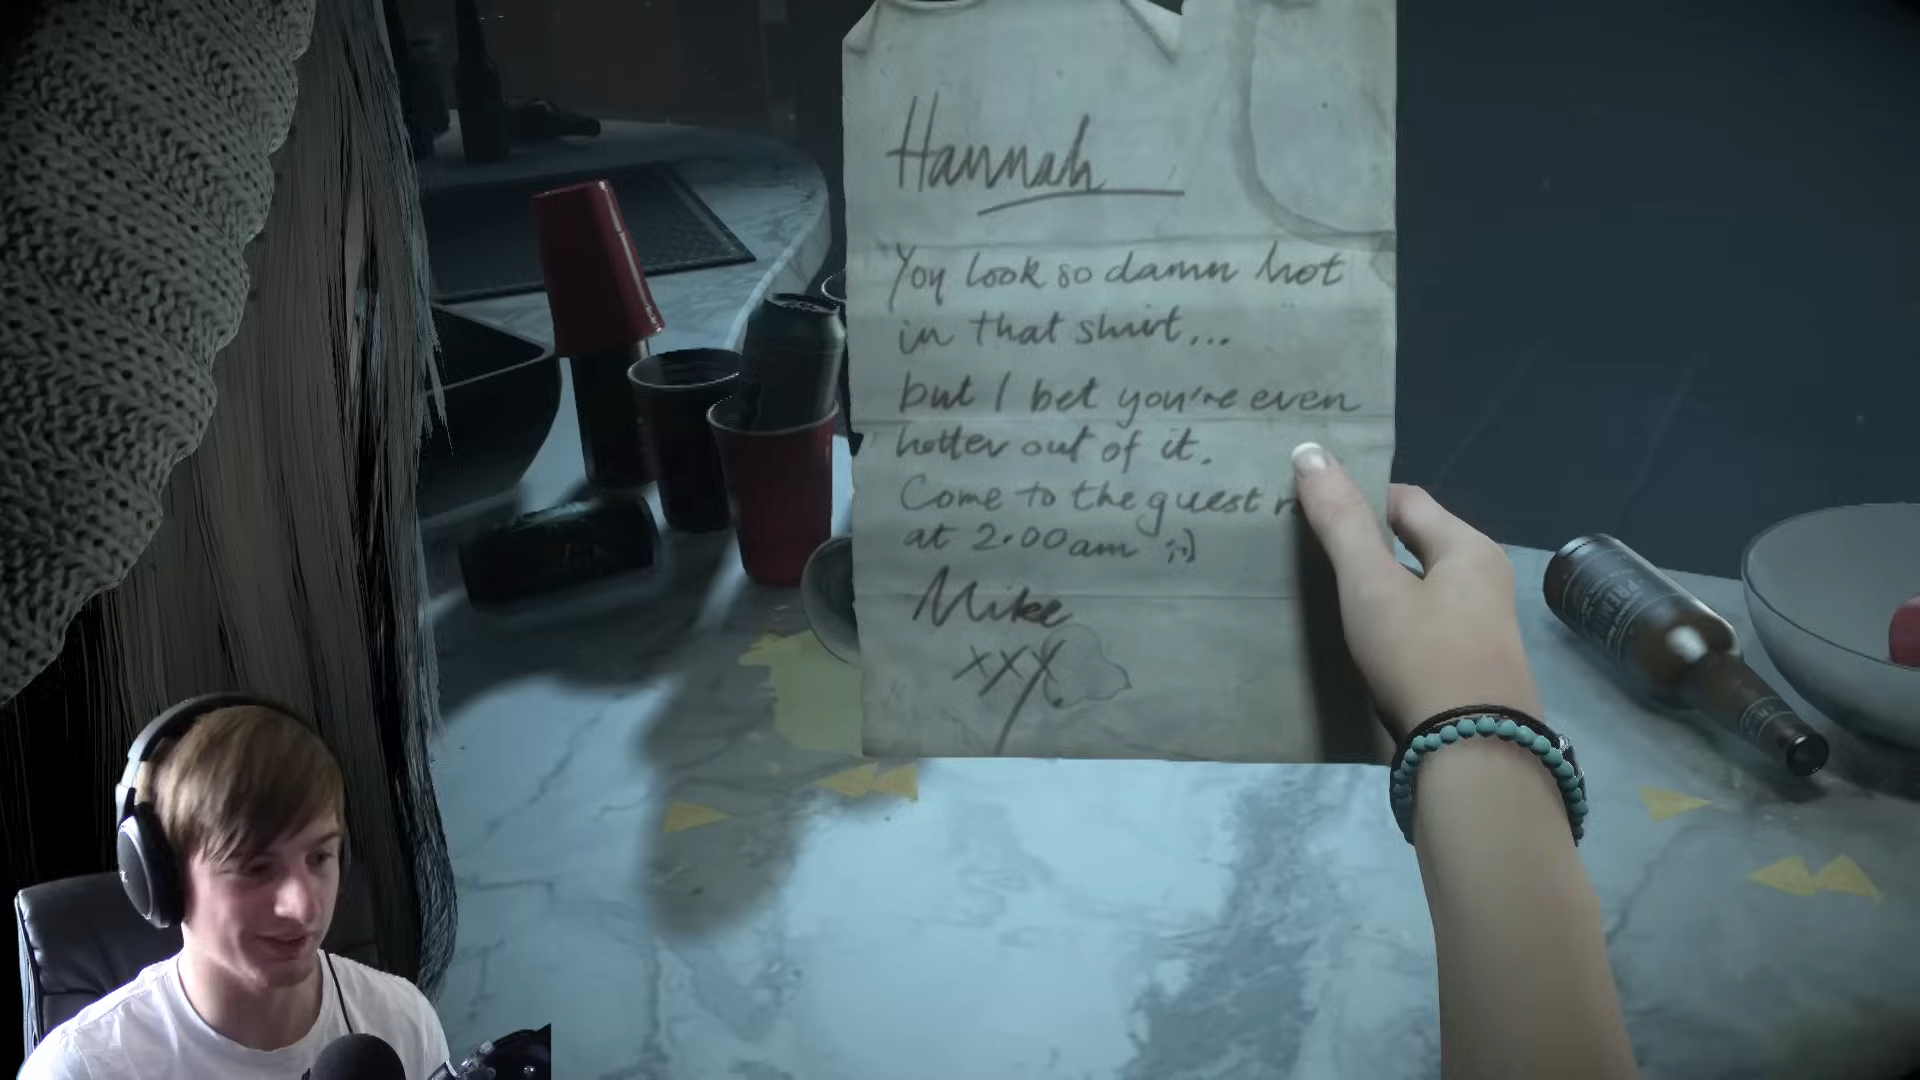 Hannah
You look so damn hot
in that shirt...
but I bet you're even
hotter out of it.
Come to the guest
at 2.00am ;)
Mike
xxx